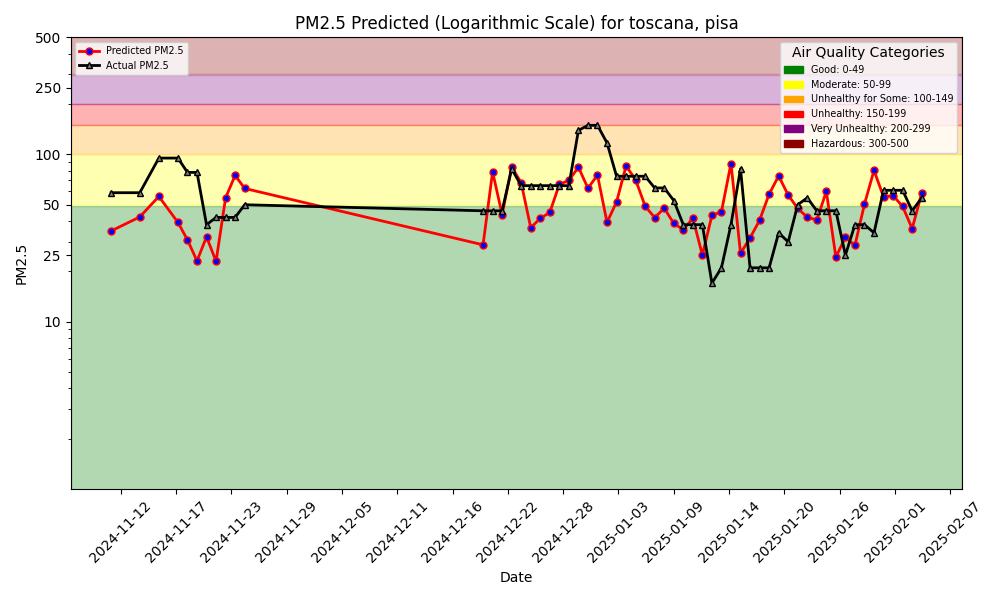 PM2.5 Predicted (Logarithmic Scale) for toscana, pisa
Predicted PM2.5
Actual PM2.5
Air Quality Categories
Good: 0-49
Moderate: 50-99
Unhealthy for Some: 100-149
Unhealthy: 150-199
Very Unhealthy: 200-299
Hazardous: 300-500
500
250
100
50
25
10
PM2.5
2024-11-12
2024-11-17
2024-11-23
2024-11-29
2024-12-05
2024-12-11
2024-12-16
2024-12-22
2024-12-28
2025-01-03
2025-01-09
2025-01-14
2025-01-20
2025-01-26
2025-02-01
2025-02-07
Date